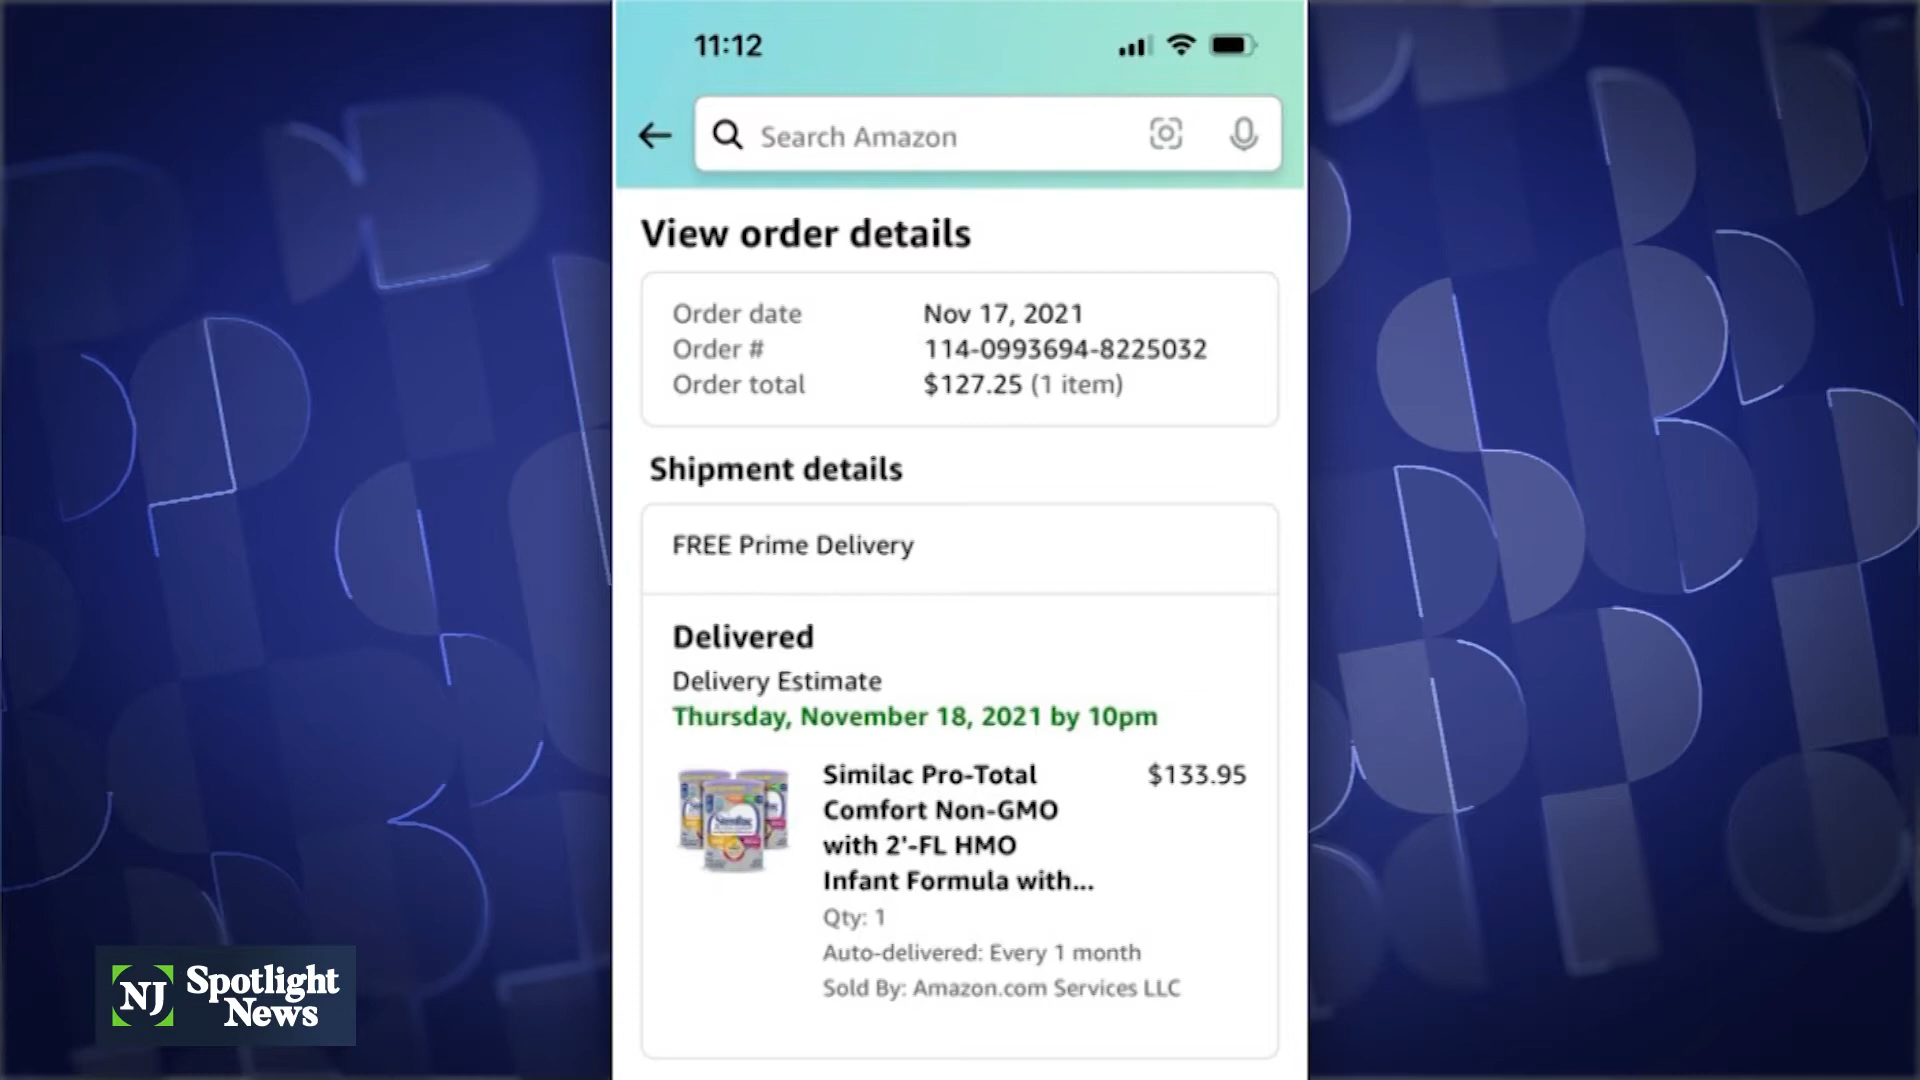 11:12
Search Amazon
View order details
Order date Nov 17, 2021
Order # 114-0993694-8225032
Order total $127.25 (1 item)
Shipment details
FREE Prime Delivery
Delivered
Delivery Estimate
Thursday, November 18, 2021 by 10pm
Similac Pro-Total $133.95
Comfort Non-GMO
with 2'-FL HMO
Infant Formula with...
Qty: 1
Auto-delivered: Every 1 month
Sold By: Amazon.com Services LLC
Similac
NJ Spotlight
News